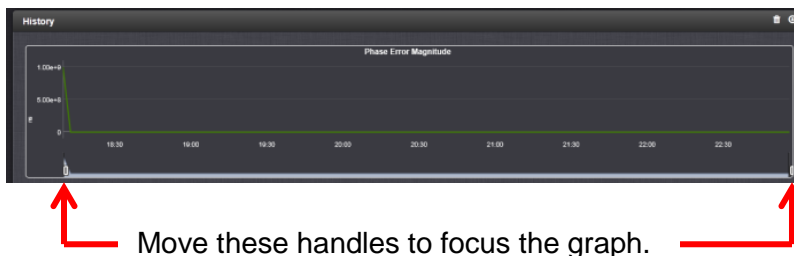 History
Phase Error Magnitude
1.00e+9
5.00e+8
0
18:30 19:00 19:30 20:00 20:30 21:00 21:30 22:00 22:30
Move these handles to focus the graph.